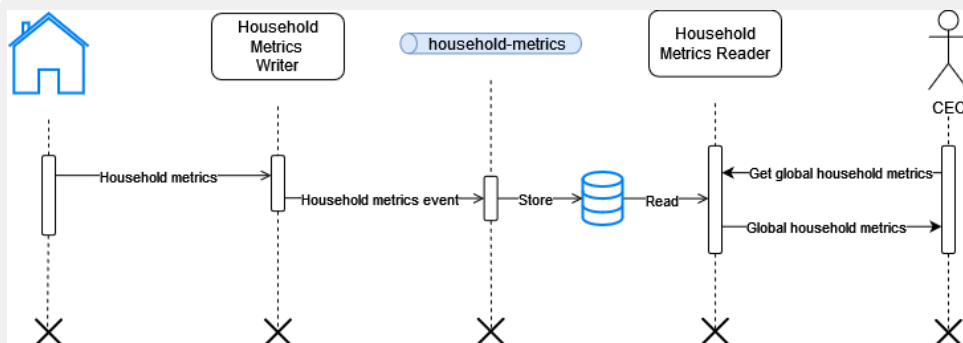 Household
Metrics
Writer
household-metrics
Household
Metrics Reader
CEO
Household metrics
Get global household metrics
Household metrics event
Store
Read
Global household metrics